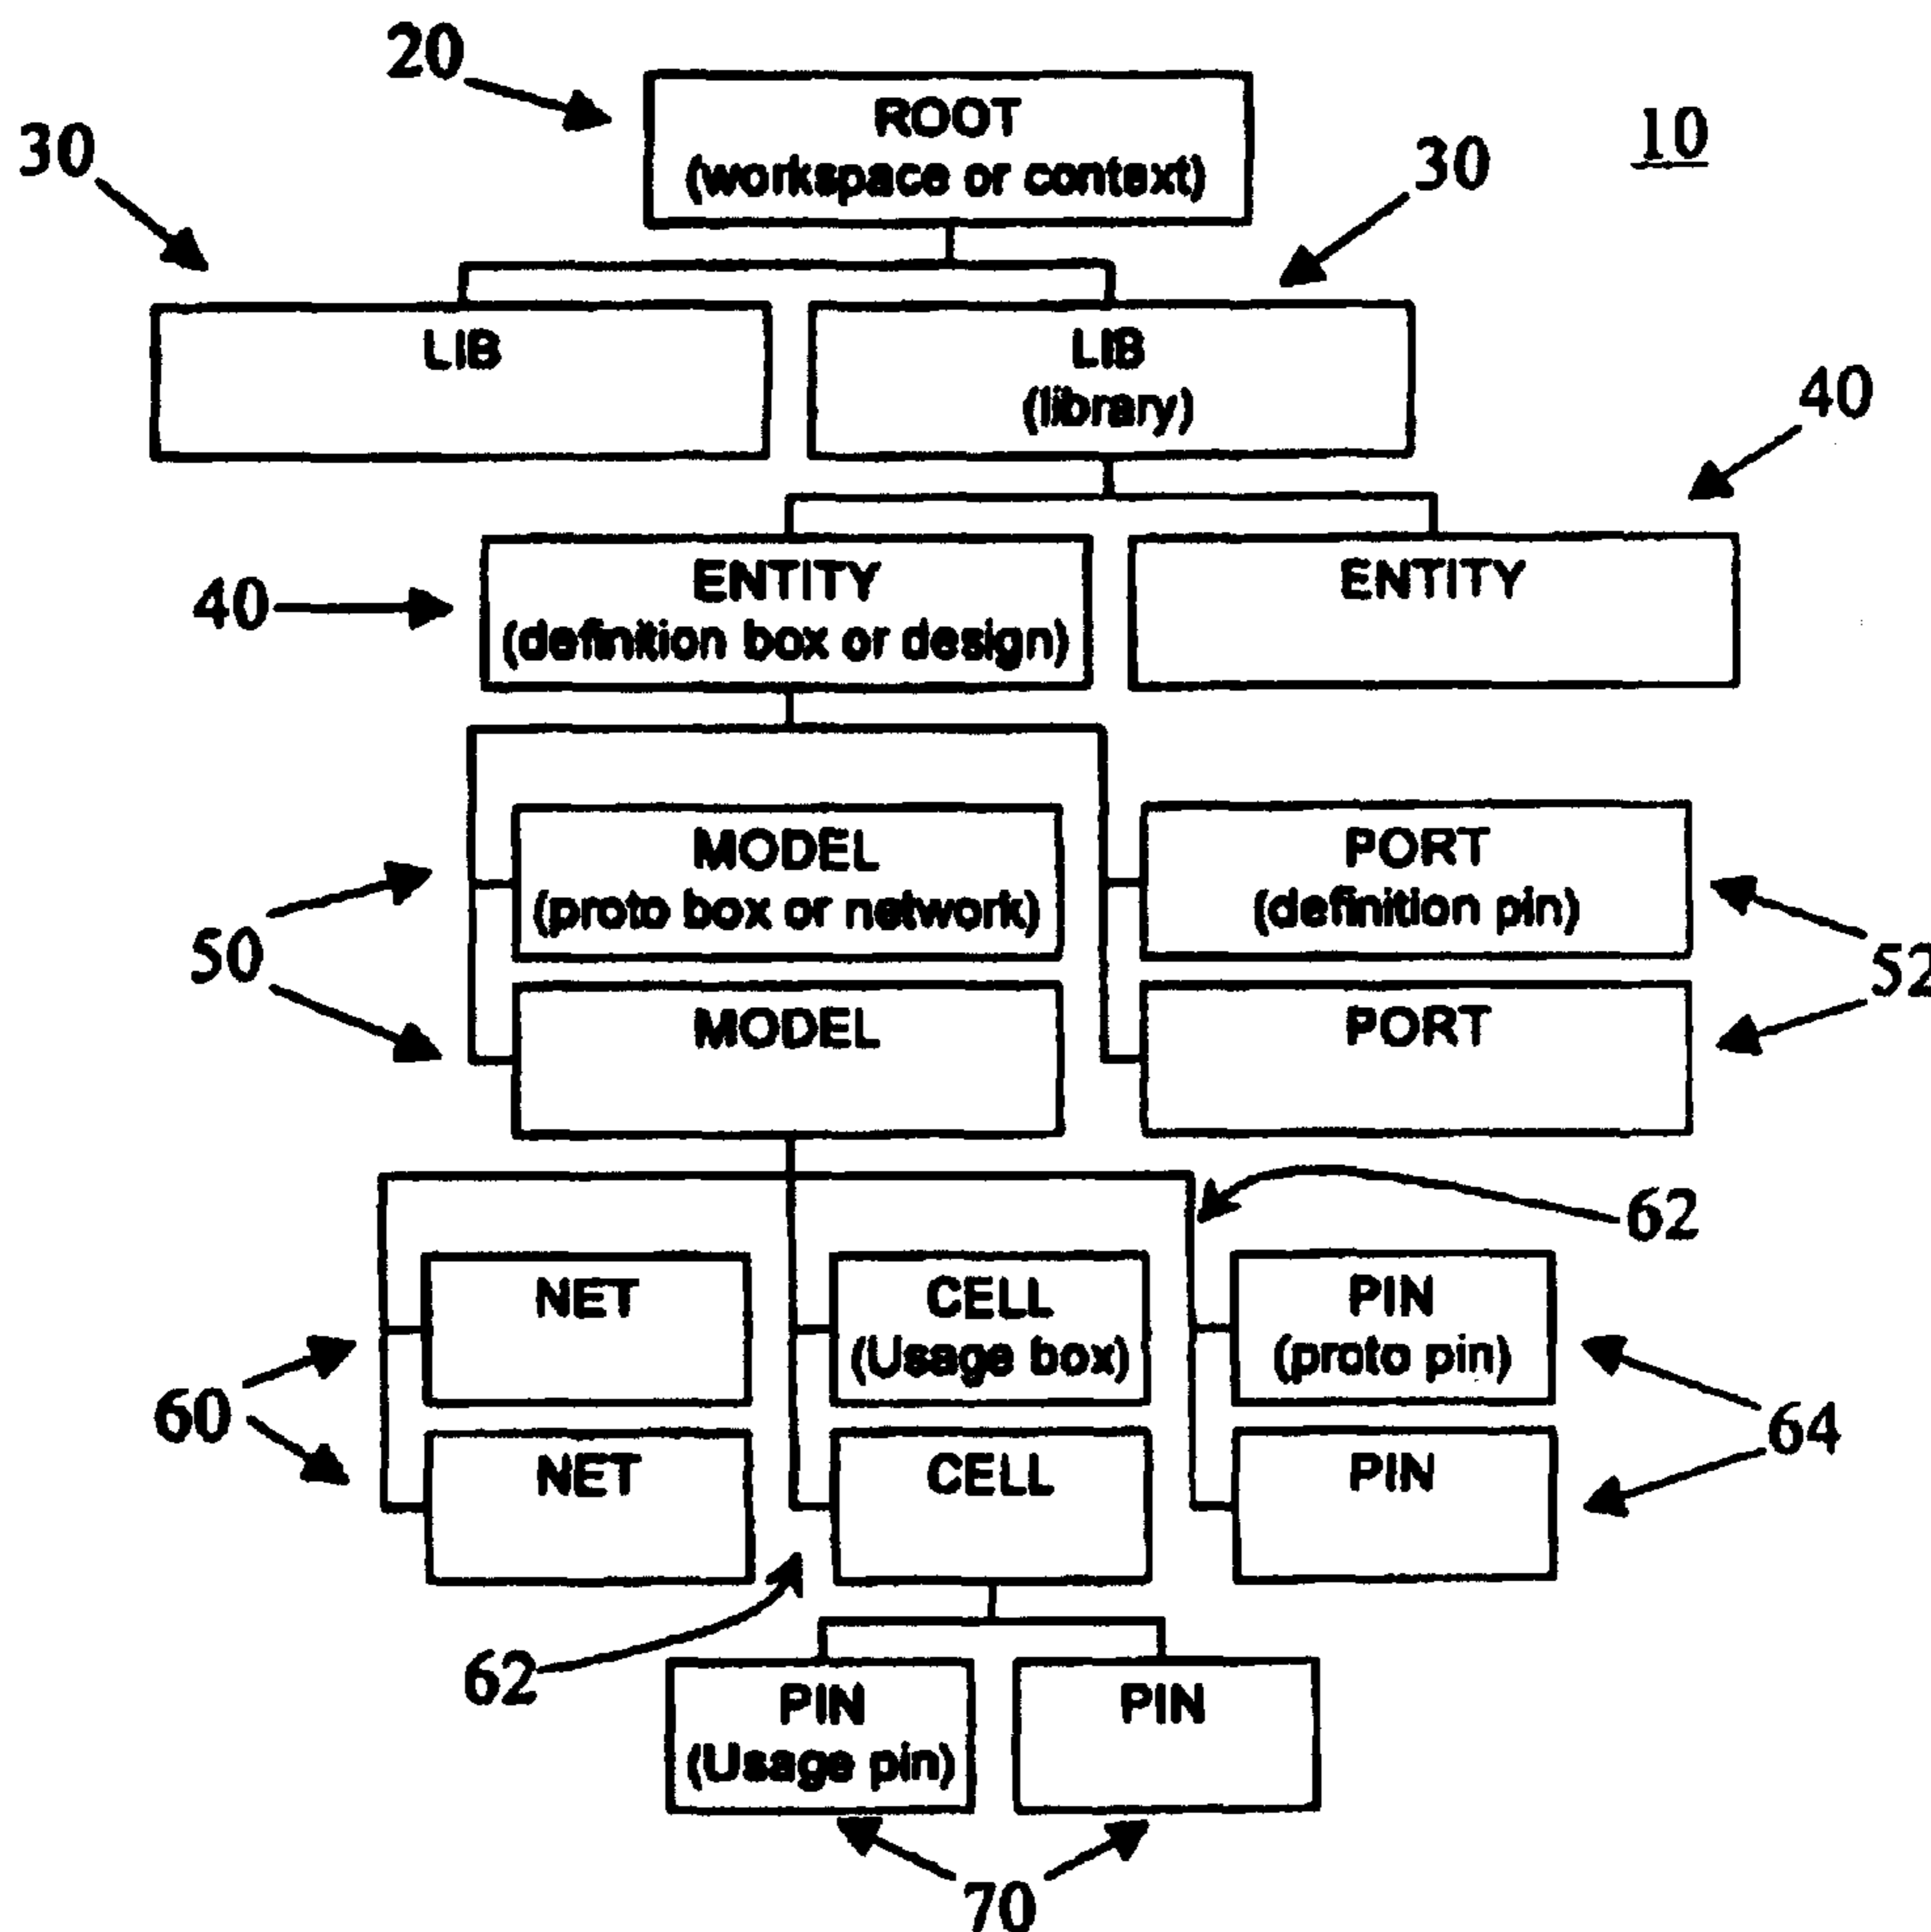 20
ROOT
(workspace or context)
10
30
30
LIB
LIB
(library)
40
40
ENTITY
(definition box or design)
ENTITY
MODEL
(proto box or network)
PORT
(definition pin)
50
52
MODEL
PORT
62
NET
CELL
(Usage box)
PIN
(proto pin)
60
64
NET
CELL
PIN
62
PIN
(Usage pin)
PIN
70